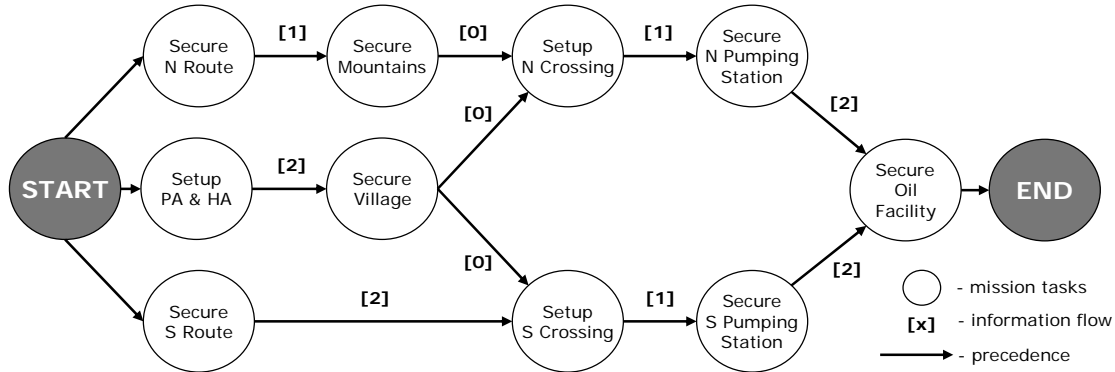 START
Secure
N Route
[1]
Secure
Mountains
[0]
Setup
N Crossing
[1]
Secure
N Pumping
Station
[2]
Setup
PA & HA
[2]
Secure
Village
[0]
[0]
Secure
S Route
[2]
Setup
S Crossing
[1]
Secure
S Pumping
Station
[2]
Secure
Oil
Facility
END
- mission tasks
[x] - information flow
- precedence